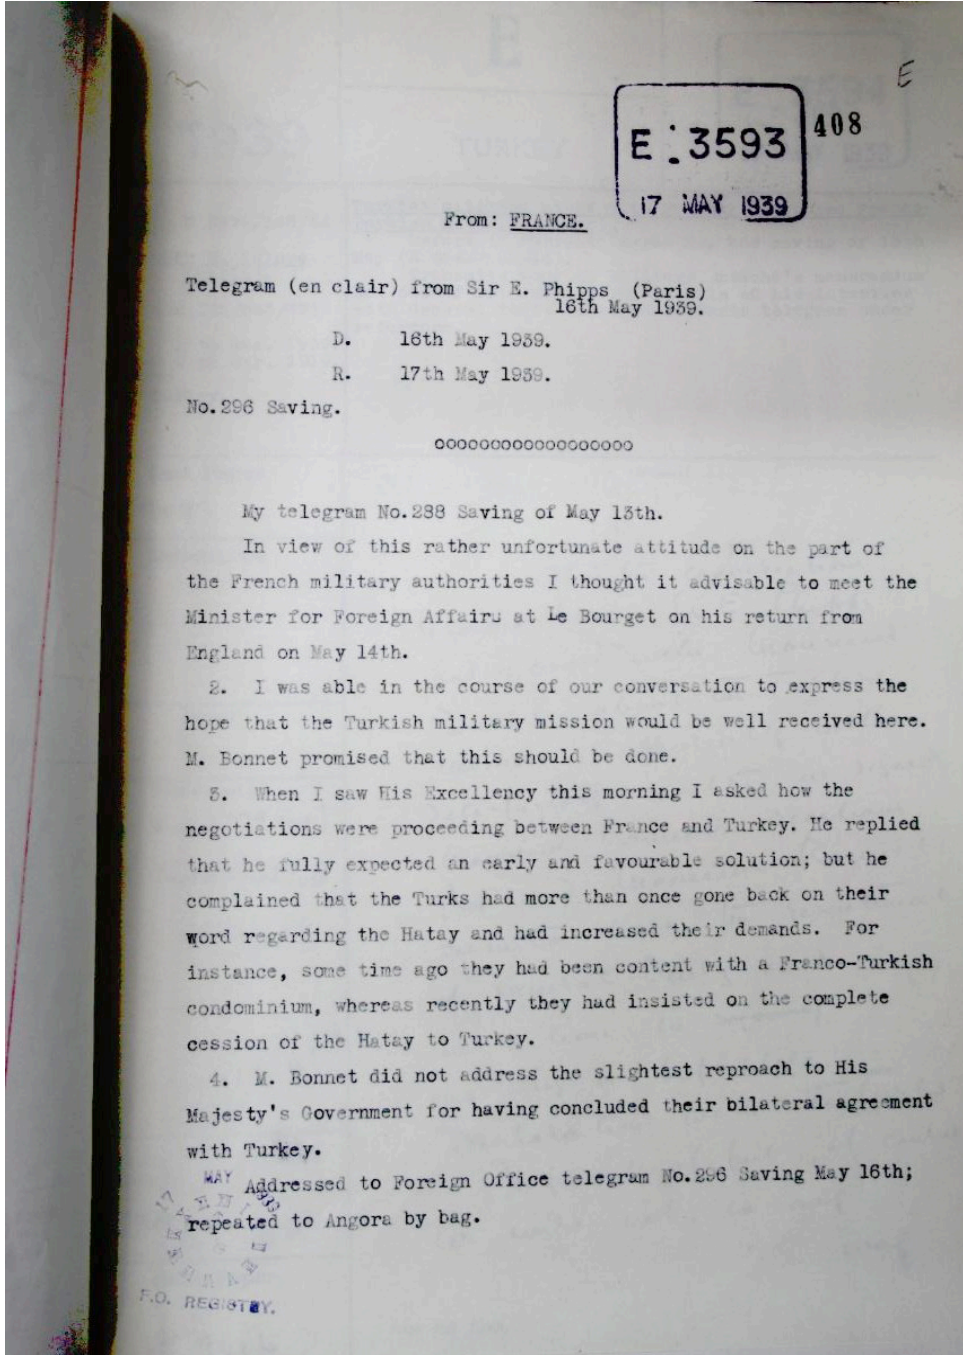 E
E 3593
408
17 MAY 1939
From: FRANCE.
Telegram (en clair) from Sir E. Phipps (Paris)
16th May 1939.
D. 16th May 1939.
R. 17th May 1939.
No.296 Saving.
oooooooooooooooooo
My telegram No.288 Saving of May 13th.
In view of this rather unfortunate attitude on the part of
the French military authorities I thought it advisable to meet the
Minister for Foreign Affairs at Le Bourget on his return from
England on May 14th.
2. I was able in the course of our conversation to express the
hope that the Turkish military mission would be well received here.
M. Bonnet promised that this should be done.
3. When I saw His Excellency this morning I asked how the
negotiations were proceeding between France and Turkey. He replied
that he fully expected an early and favourable solution; but he
complained that the Turks had more than once gone back on their
word regarding the Hatay and had increased their demands. For
instance, some time ago they had been content with a Franco-Turkish
condominium, whereas recently they had insisted on the complete
cession of the Hatay to Turkey.
4. M. Bonnet did not address the slightest reproach to His
Majesty's Government for having concluded their bilateral agreement
with Turkey.
Addressed to Foreign Office telegram No.296 Saving May 16th;
repeated to Angora by bag.
17 MAY
F.O. REGISTRY.